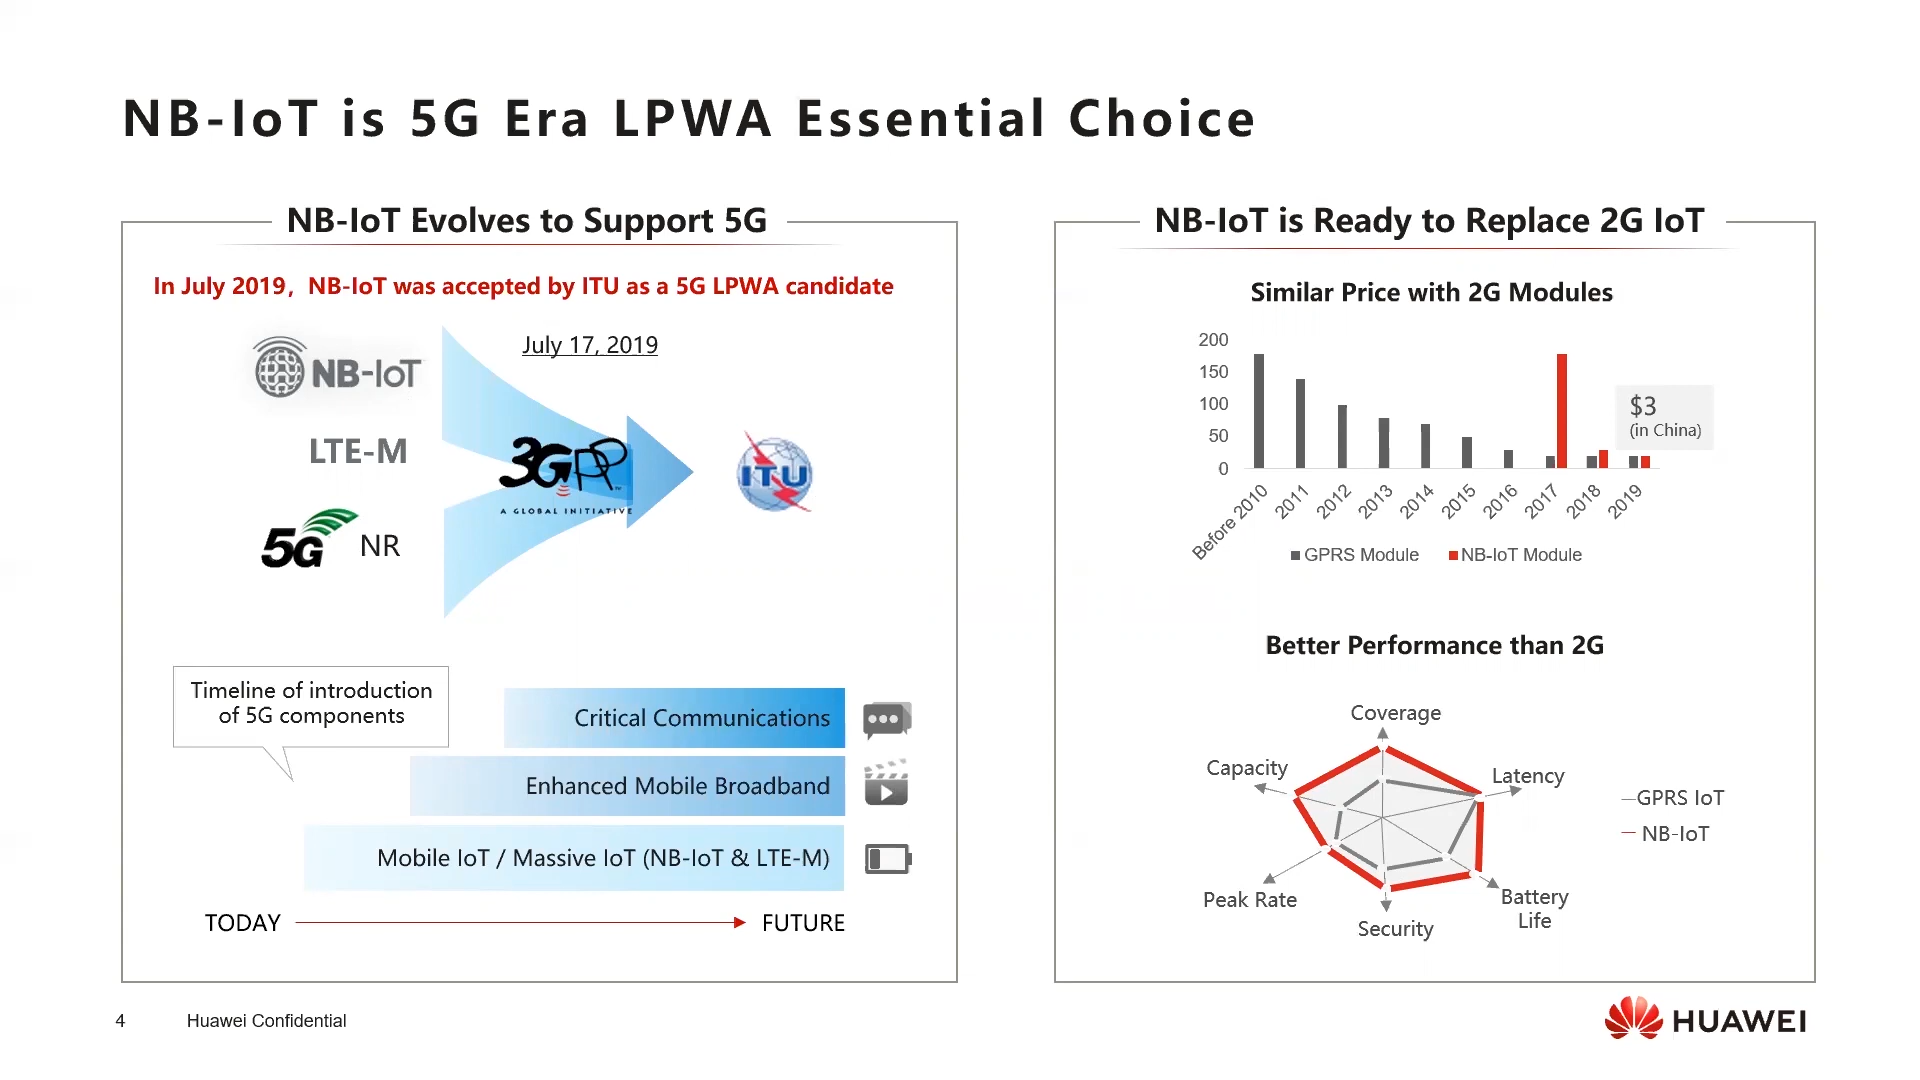 NB-IoT is 5G Era LPWA Essential Choice
NB-IoT Evolves to Support 5G
In July 2019，NB-IoT was accepted by ITU as a 5G LPWA candidate
July 17, 2019
NB-IoT
LTE-M
5G NR
3GPP
A GLOBAL INITIATIVE
ITU
Timeline of introduction
of 5G components
Critical Communications
Enhanced Mobile Broadband
Mobile IoT / Massive IoT (NB-IoT & LTE-M)
TODAY
FUTURE
NB-IoT is Ready to Replace 2G IoT
Similar Price with 2G Modules
200
150
100
50
0
$3
(in China)
Before 2010
2011
2012
2013
2014
2015
2016
2017
2018
2019
GPRS Module
NB-IoT Module
Better Performance than 2G
Coverage
Capacity
Latency
Peak Rate
Battery
Life
Security
GPRS IoT
NB-IoT
4
Huawei Confidential
HUAWEI